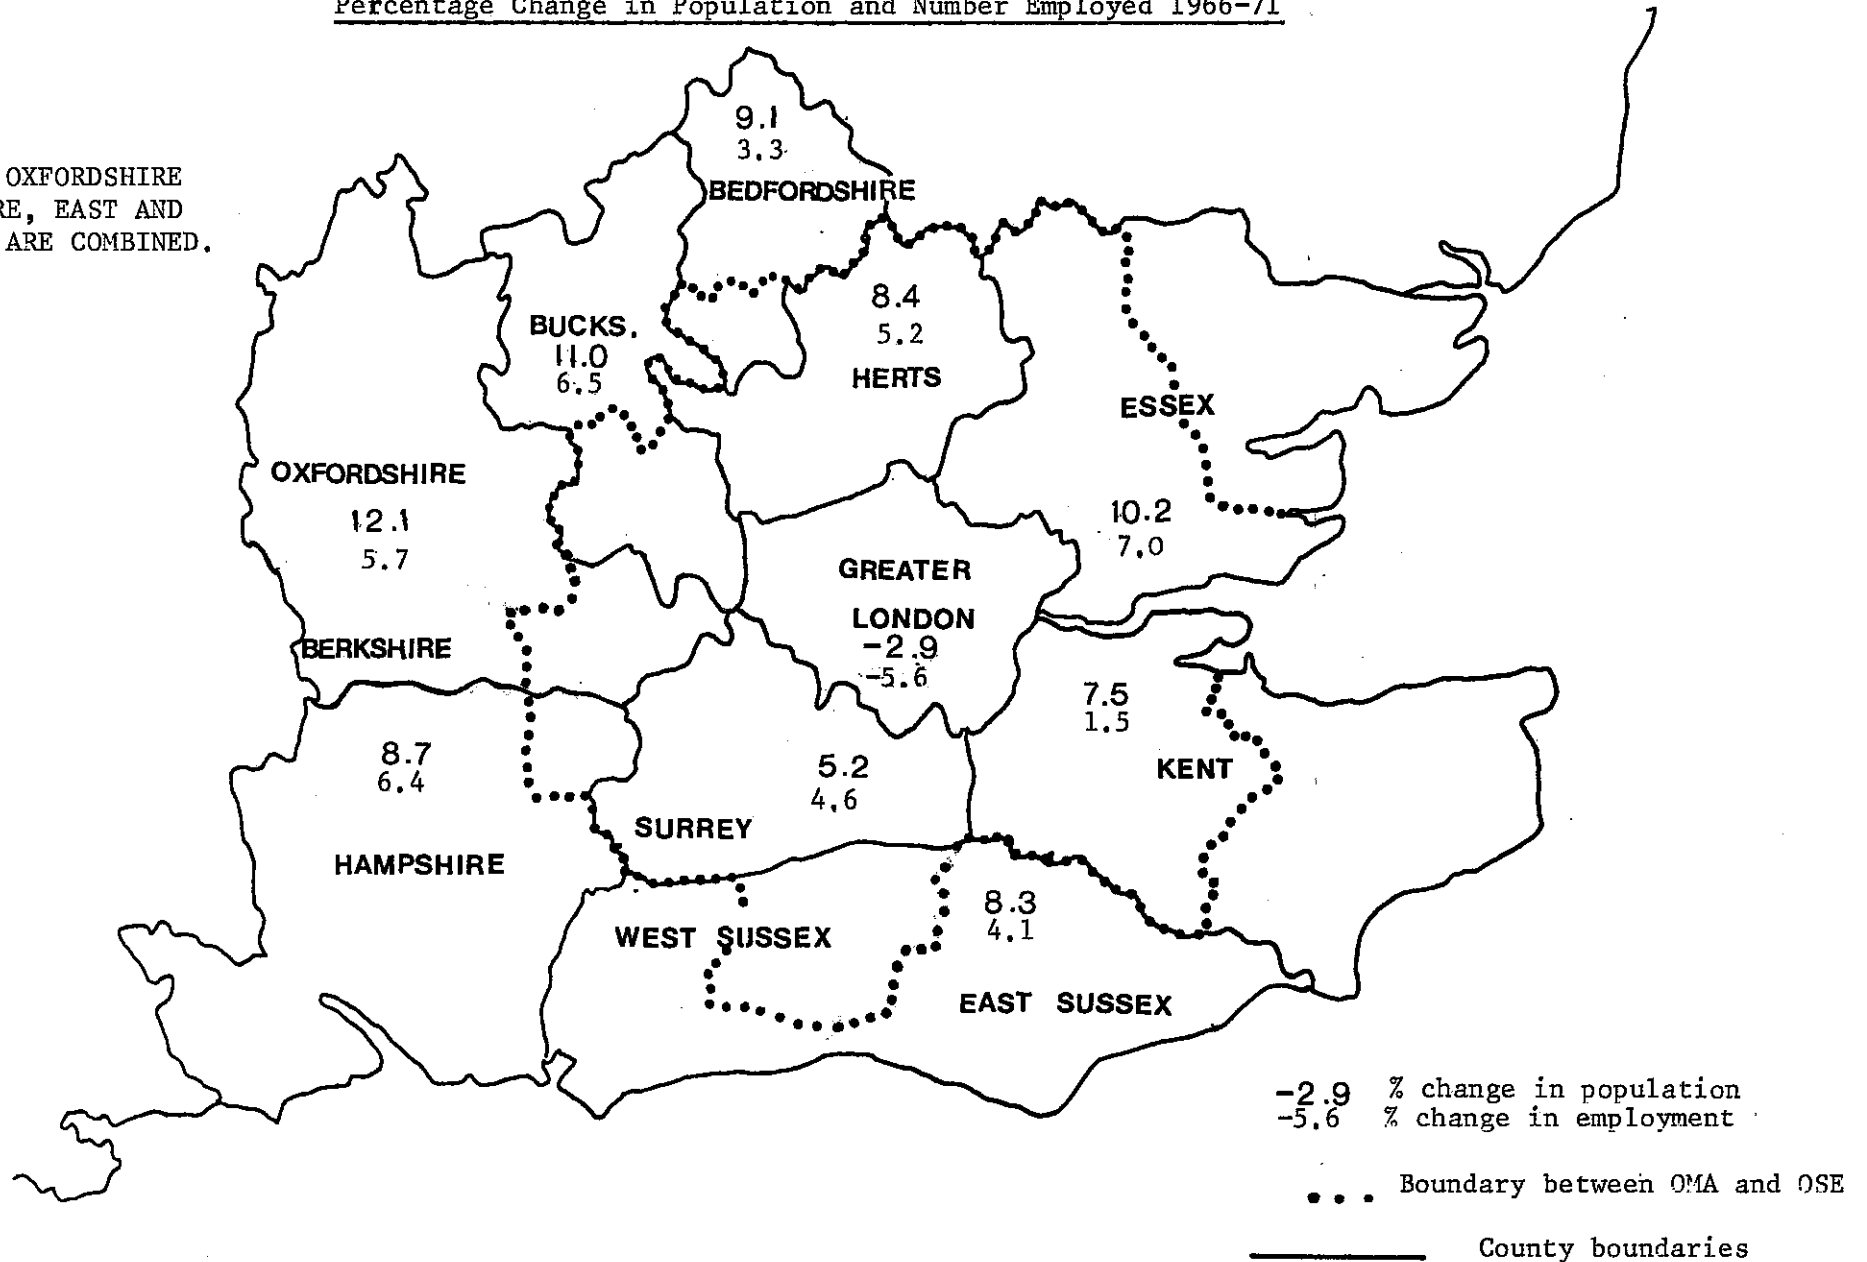 Percentage Change in Population and Number Employed 1966-71
OXFORDSHIRE
RE, EAST AND
ARE COMBINED.
9.1
3.3
BEDFORDSHIRE
BUCKS.
11.0
6.5
8.4
5.2
HERTS
ESSEX
10.2
7.0
OXFORDSHIRE
12.1
5.7
BERKSHIRE
GREATER
LONDON
-2.9
-5.6
8.7
6.4
HAMPSHIRE
5.2
4.6
SURREY
7.5
1.5
KENT
WEST SUSSEX
8.3
4.1
EAST SUSSEX
-2.9 % change in population
-5.6 % change in employment
Boundary between OMA and OSE
County boundaries